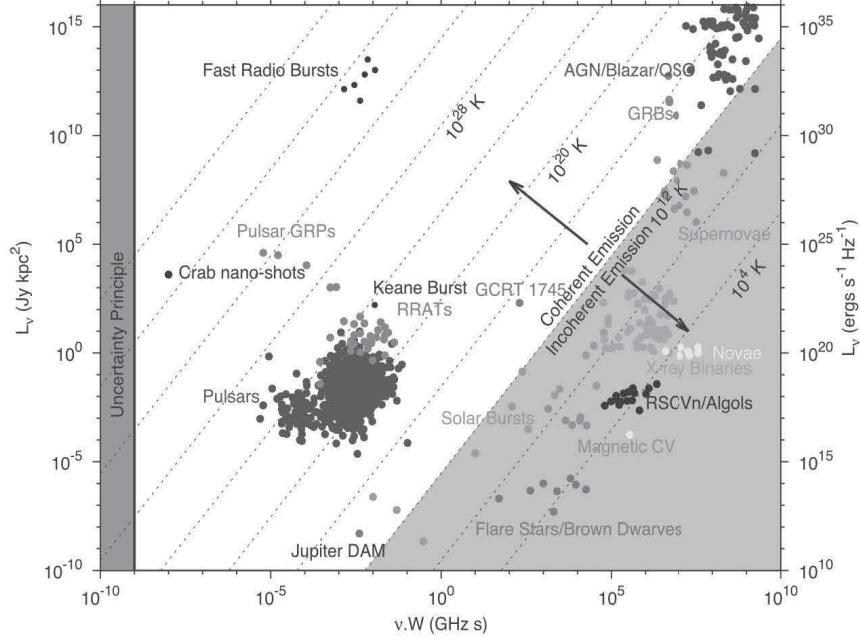 10^15
10^10
10^5
10^0
10^-5
10^-10
L_ν (Jy kpc^2)
10^35
10^30
10^25
10^20
10^15
10^10
L_ν (ergs s^-1 Hz^-1)
10^-10
10^-5
10^0
10^5
10^10
ν.W (GHz s)
Uncertainty Principle
Fast Radio Bursts
AGN/Blazar/QSO
GRBs
10^28 K
10^20 K
Coherent Emission
Incoherent Emission 10^12 K
10^4 K
Supernovae
Pulsar GRPs
Crab nano-shots
Keane Burst
RRATs
GCRT 1745
Novae
X-ray Binaries
Pulsars
RSCVn/Algols
Solar Bursts
Magnetic CV
Flare Stars/Brown Dwarves
Jupiter DAM